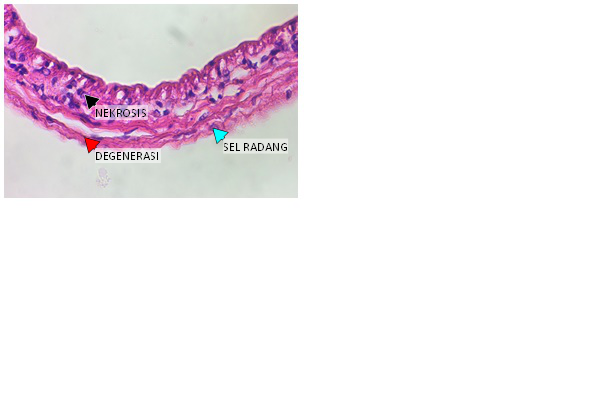 NEKROSIS
SEL RADANG
DEGENERASI